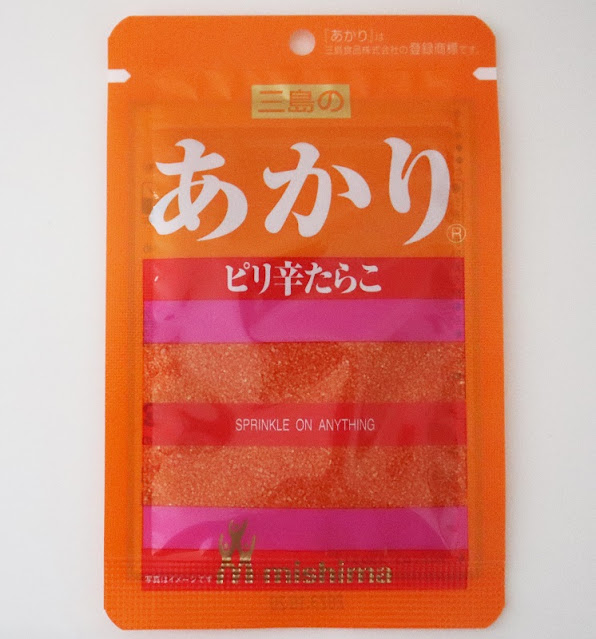 「あかり」は
三島食品株式会社の登録商標です。
三島の
あかり®
ピリ辛たらこ
SPRINKLE ON ANYTHING
mishima
写真はイメージです